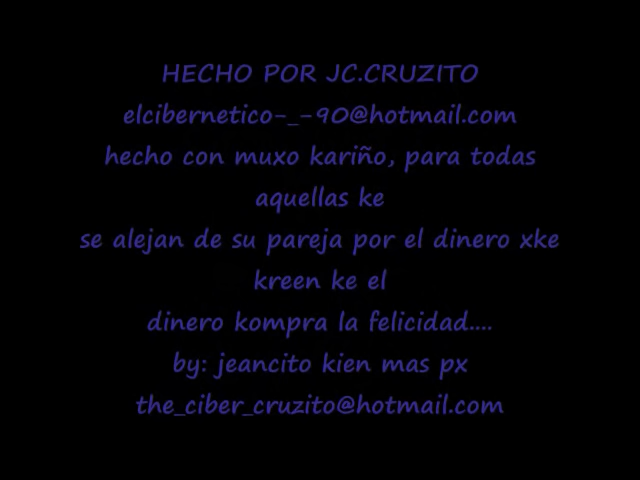 HECHO POR JC.CRUZITO
elcibernetico-_-90@hotmail.com
hecho con muxo kariño, para todas
aquellas ke
se alejan de su pareja por el dinero xke
kreen ke el
dinero kompra la felicidad....
by: jeancito kien mas px
the_ciber_cruzito@hotmail.com